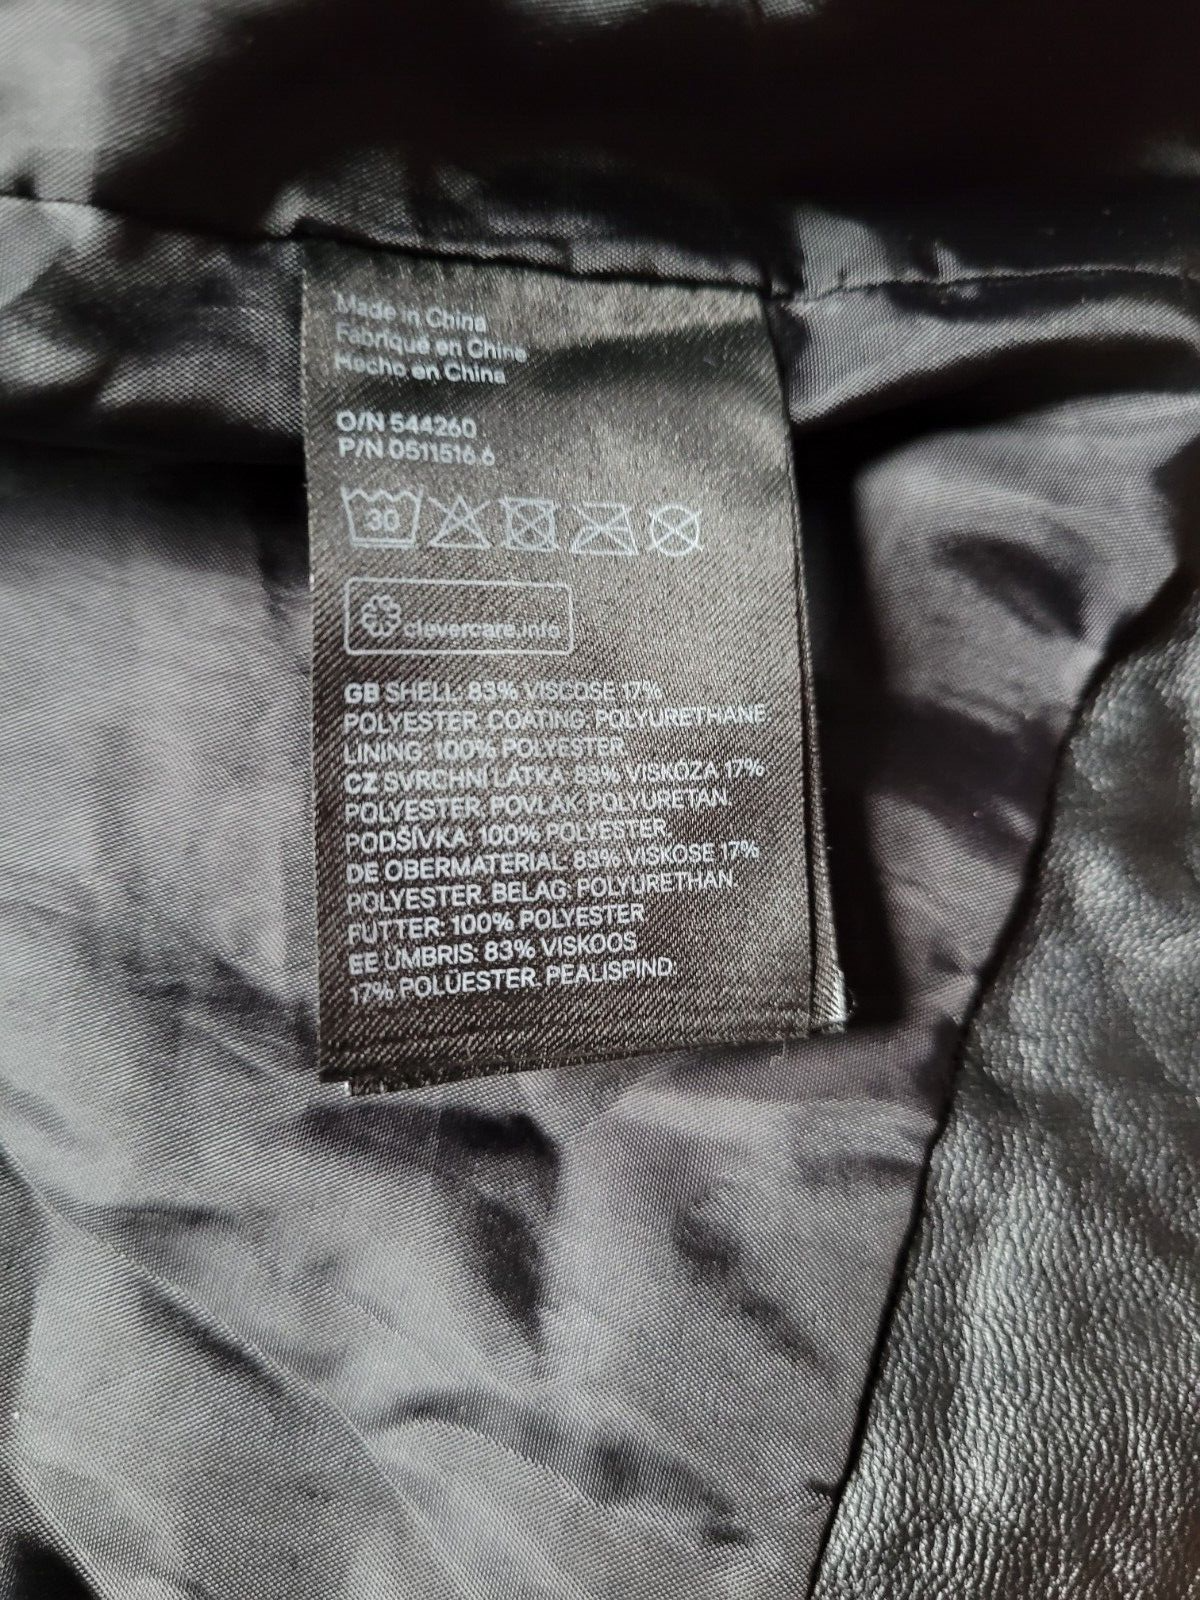 Made in China
Fabriqué en Chine
Hecho en China
O/N 544260
P/N 0511516.6
30
clevercare.info
GB SHELL: 83% VISCOSE 17%
POLYESTER. COATING: POLYURETHANE.
LINING: 100% POLYESTER
CZ SVRCHNÍ LÁTKA: 83% VISKÓZA 17%
POLYESTER. POVLAK POLYURETAN.
PODŠÍVKA: 100% POLYESTER
DE OBERMATERIAL: 83% VISKOSE 17%
POLYESTER. BELAG: POLYURETHAN.
FUTTER: 100% POLYESTER
EE ÜMBRIS: 83% VISKOOS
17% POLÜESTER. PEALISPIND: